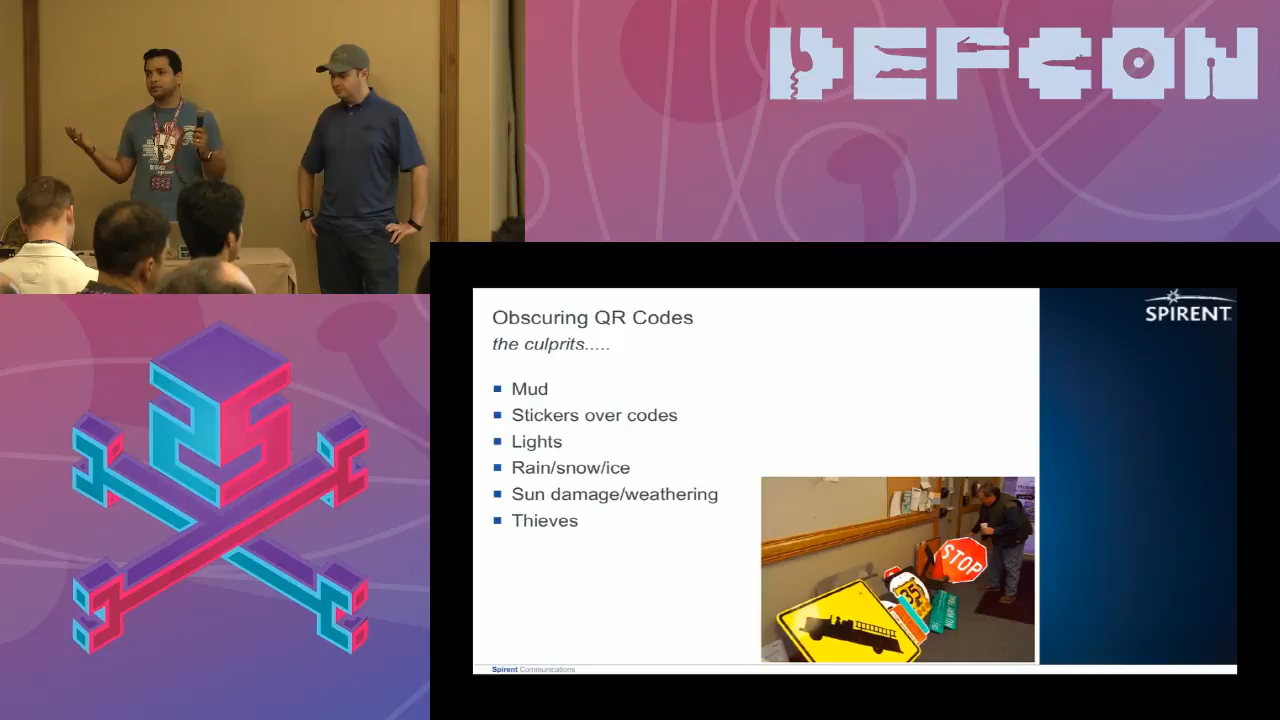 DEFCON
SPIRENT
Obscuring QR Codes
the culprits.....
Mud
Stickers over codes
Lights
Rain/snow/ice
Sun damage/weathering
Thieves
STOP
35
Spirent Communications